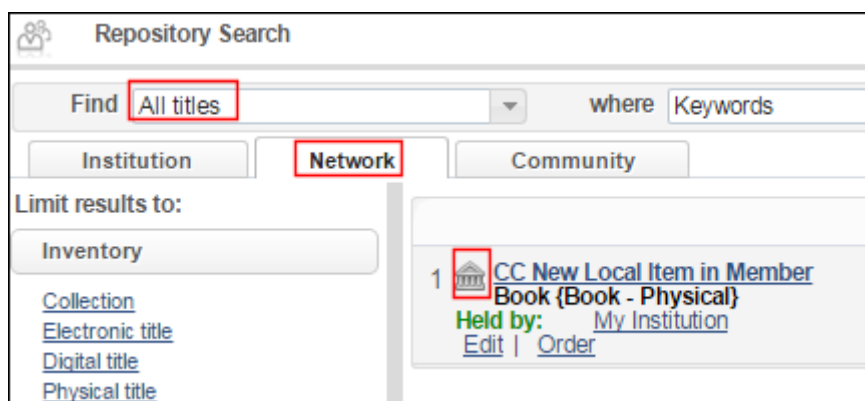 Repository Search
Find All titles where Keywords
Institution Network Community
Limit results to:
Inventory
Collection
Electronic title
Digital title
Physical title
1 CC New Local Item in Member
Book {Book - Physical}
Held by: My Institution
Edit | Order